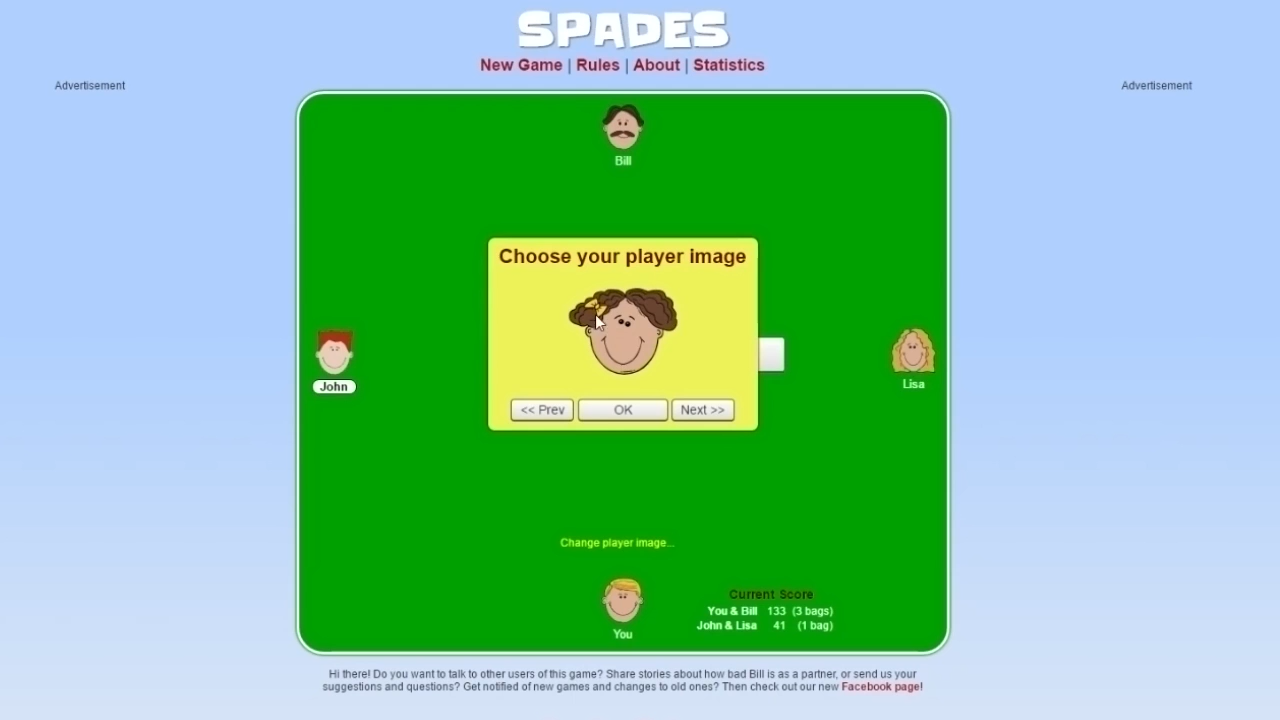 SPADES
New Game | Rules | About | Statistics
Advertisement
Advertisement
Bill
Choose your player image
John
Lisa
<< Prev
OK
Next >>
Change player image...
Current Score
You & Bill 133 (3 bags)
John & Lisa 41 (1 bag)
You
Hi there! Do you want to talk to other users of this game? Share stories about how bad Bill is as a partner, or send us your
suggestions and questions? Get notified of new games and changes to old ones? Then check out our new Facebook page!